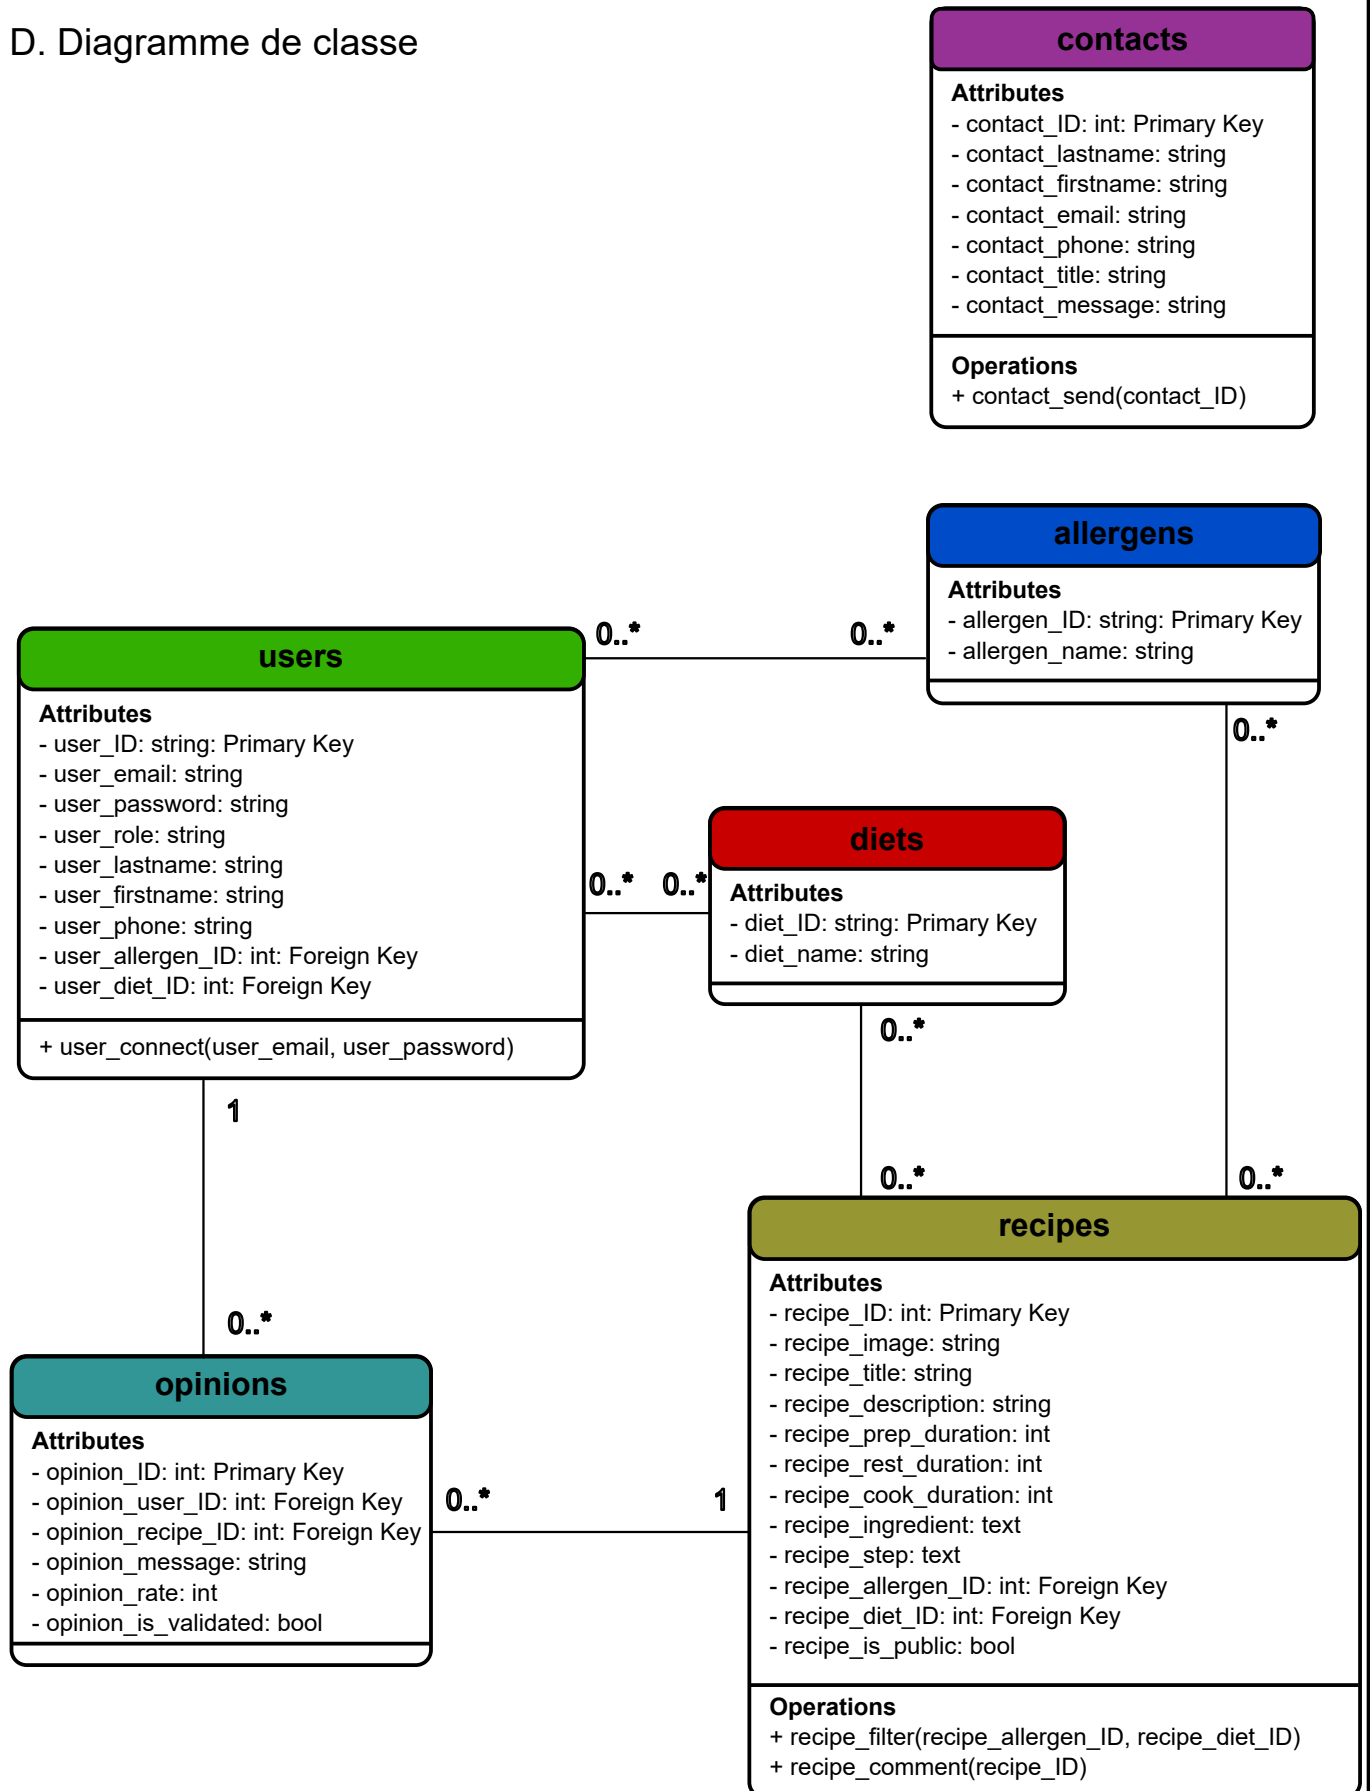 D. Diagramme de classe
contacts
Attributes
- contact_ID: int: Primary Key
- contact_lastname: string
- contact_firstname: string
- contact_email: string
- contact_phone: string
- contact_title: string
- contact_message: string
Operations
+ contact_send(contact_ID)
allergens
Attributes
- allergen_ID: string: Primary Key
- allergen_name: string
0..*
0..*
0..*
users
Attributes
- user_ID: string: Primary Key
- user_email: string
- user_password: string
- user_role: string
- user_lastname: string
- user_firstname: string
- user_phone: string
- user_allergen_ID: int: Foreign Key
- user_diet_ID: int: Foreign Key
+ user_connect(user_email, user_password)
0..*
0..*
diets
Attributes
- diet_ID: string: Primary Key
- diet_name: string
0..*
1
0..*
0..*
0..*
recipes
Attributes
- recipe_ID: int: Primary Key
- recipe_image: string
- recipe_title: string
- recipe_description: string
- recipe_prep_duration: int
- recipe_rest_duration: int
- recipe_cook_duration: int
- recipe_ingredient: text
- recipe_step: text
- recipe_allergen_ID: int: Foreign Key
- recipe_diet_ID: int: Foreign Key
- recipe_is_public: bool
Operations
+ recipe_filter(recipe_allergen_ID, recipe_diet_ID)
+ recipe_comment(recipe_ID)
opinions
Attributes
- opinion_ID: int: Primary Key
- opinion_user_ID: int: Foreign Key
- opinion_recipe_ID: int: Foreign Key
- opinion_message: string
- opinion_rate: int
- opinion_is_validated: bool
0..*
1